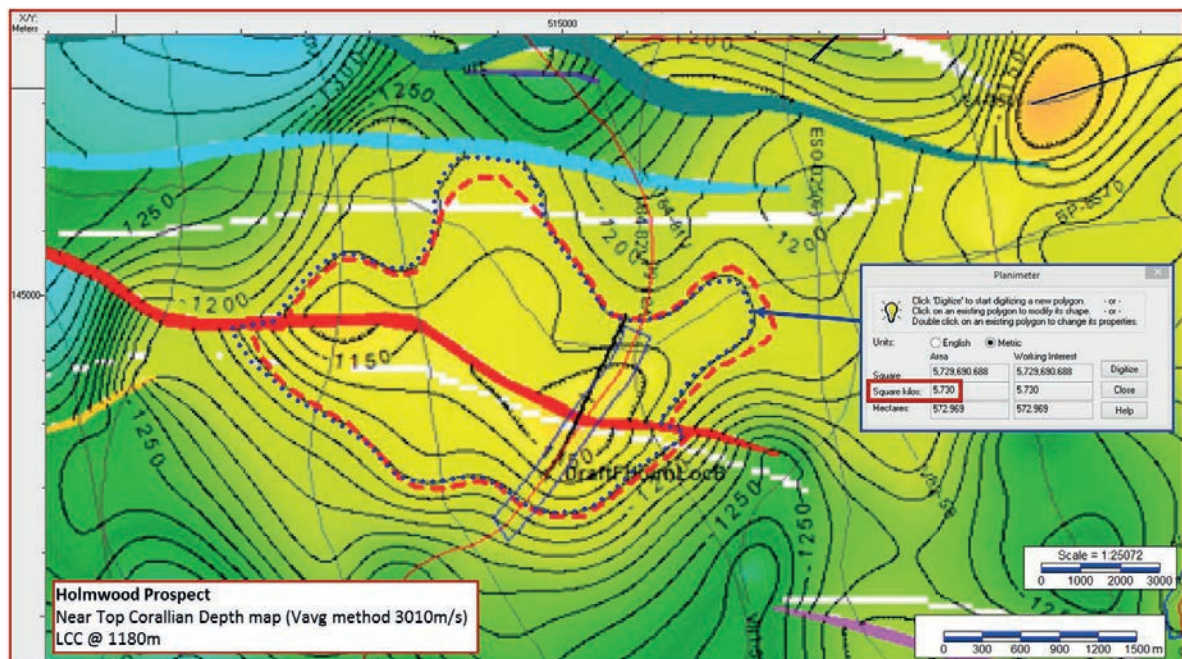 X/Y:
Meters
515000
145000
-1200
-1300
-1250
-1100
-1250
-1200
-1200
-1200
-1150
-1250
-1250
Planimeter
Click 'Digitize' to start digitizing a new polygon. - or -
Click on an existing polygon to modify its shape. - or -
Double click on an existing polygon to change its properties.
Units: English Metric
Area Working Interest
Square 5,729,690.688 5,729,690.688 Digitize
Square kilos: 5.730 5.730 Close
Hectares: 572.969 572.969 Help
Holmwood Prospect
Near Top Corallian Depth map (Vavg method 3010m/s)
LCC @ 1180m
Scale = 1:25072
0 1000 2000 3000
0 300 600 900 1200 1500 m